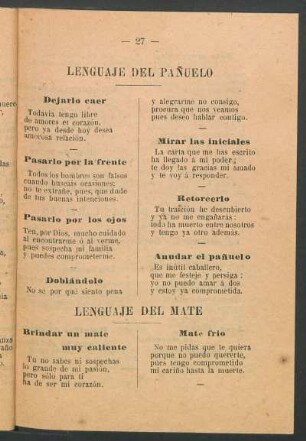 — 27 —
LENGUAJE DEL PAÑUELO
Dejarlo caer
Todavía tengo libre
de amores el corazón,
pero ya desde hoy desea
amorosa relación.
Pasarlo por la frente
Todos los hombres son falsos
cuando buscais ocasiones;
no te extrañe, pues, que dude
de tus buenas intenciones.
Pasarlo por los ojos
Ten, por Dios, mucho cuidado
al encontrarme ó al verme,
pues sospecha mi familia
y puedes comprometerme.
Doblándolo
No sé por qué siento pena
y alegrarme no consigo,
procura que nos veamos
pues deseo hablar contigo.
Mirar las iniciales
La carta que me has escrito
ha llegado á mi poder;
te doy las gracias mi amado
y te voy á responder.
Retorcerlo
Tu traición he descubierto
y ya no me engañarás;
todo ha muerto entre nosotros
y tengo ya otro además.
Anudar el pañuelo
Es inútil caballero,
que me festeje y persiga;
yo no puedo amar á dos
y estoy ya comprometida.
LENGUAJE DEL MATE
Brindar un mate
muy caliente
Tu no sabes ni sospechas
lo grande de mi pasión,
pero sólo para tí
ha de ser mi corazón.
Mate frío
No me pidas que te quiera
porque no puedo quererte,
pues tengo comprometido
mi cariño hasta la muerte.